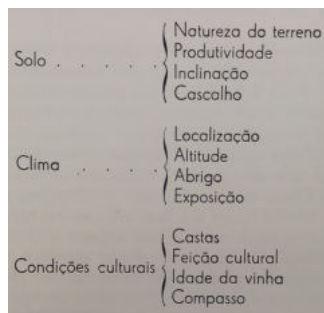 Solo . . . . . Natureza do terreno
Produtividade
Inclinação
Cascalho
Clima . . . . Localização
Altitude
Abrigo
Exposição
Condições culturais Castas
Feição cultural
Idade da vinha
Compasso